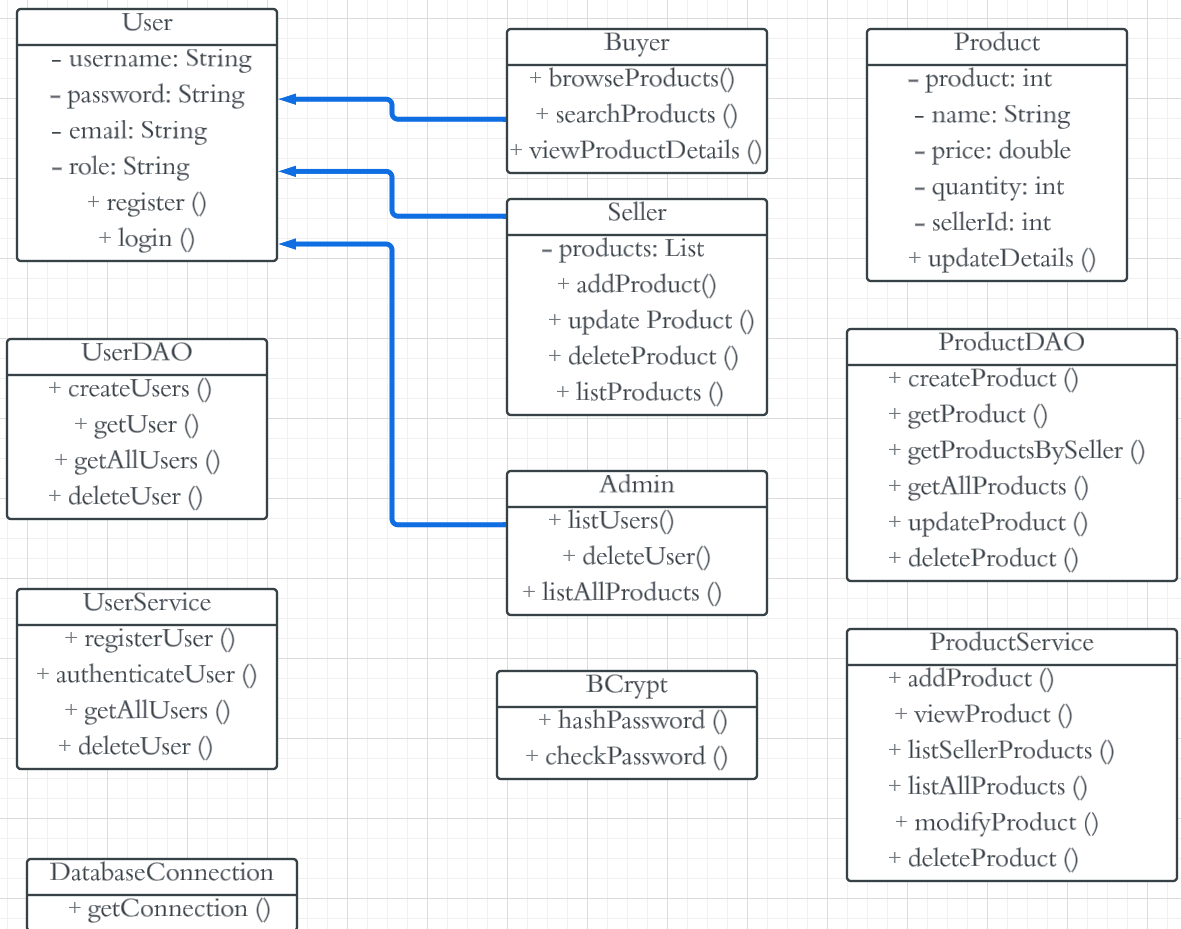 User
- username: String
- password: String
- email: String
- role: String
+ register ()
+ login ()
Buyer
+ browseProducts()
+ searchProducts ()
+ viewProductDetails ()
Product
- product: int
- name: String
- price: double
- quantity: int
- sellerId: int
+ updateDetails ()
Seller
- products: List
+ addProduct()
+ update Product ()
+ deleteProduct ()
+ listProducts ()
UserDAO
+ createUsers ()
+ getUser ()
+ getAllUsers ()
+ deleteUser ()
ProductDAO
+ createProduct ()
+ getProduct ()
+ getProductsBySeller ()
+ getAllProducts ()
+ updateProduct ()
+ deleteProduct ()
Admin
+ listUsers()
+ deleteUser()
+ listAllProducts ()
UserService
+ registerUser ()
+ authenticateUser ()
+ getAllUsers ()
+ deleteUser ()
BCrypt
+ hashPassword ()
+ checkPassword ()
ProductService
+ addProduct ()
+ viewProduct ()
+ listSellerProducts ()
+ listAllProducts ()
+ modifyProduct ()
+ deleteProduct ()
DatabaseConnection
+ getConnection ()